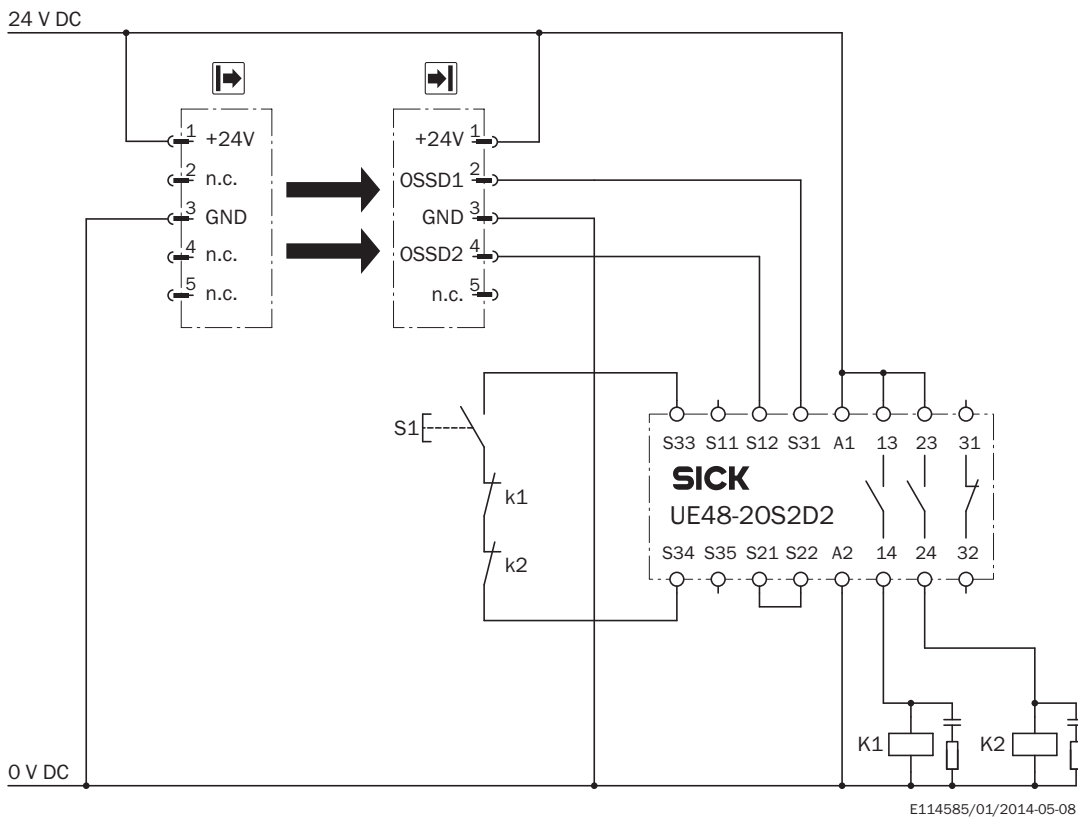 24 V DC
1 +24V
2 n.c.
3 GND
4 n.c.
5 n.c.
+24V 1
OSSD1 2
GND 3
OSSD2 4
n.c. 5
S1
k1
k2
S33 S11 S12 S31 A1 13 23 31
SICK
UE48-2OS2D2
S34 S35 S21 S22 A2 14 24 32
K1
K2
0 V DC
E114585/01/2014-05-08